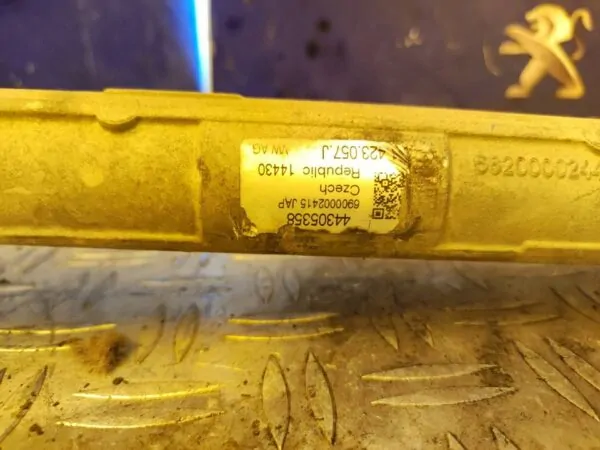 44305358
6900002415 JAP
Czech
Republic 14430
423.057.J
VW AG